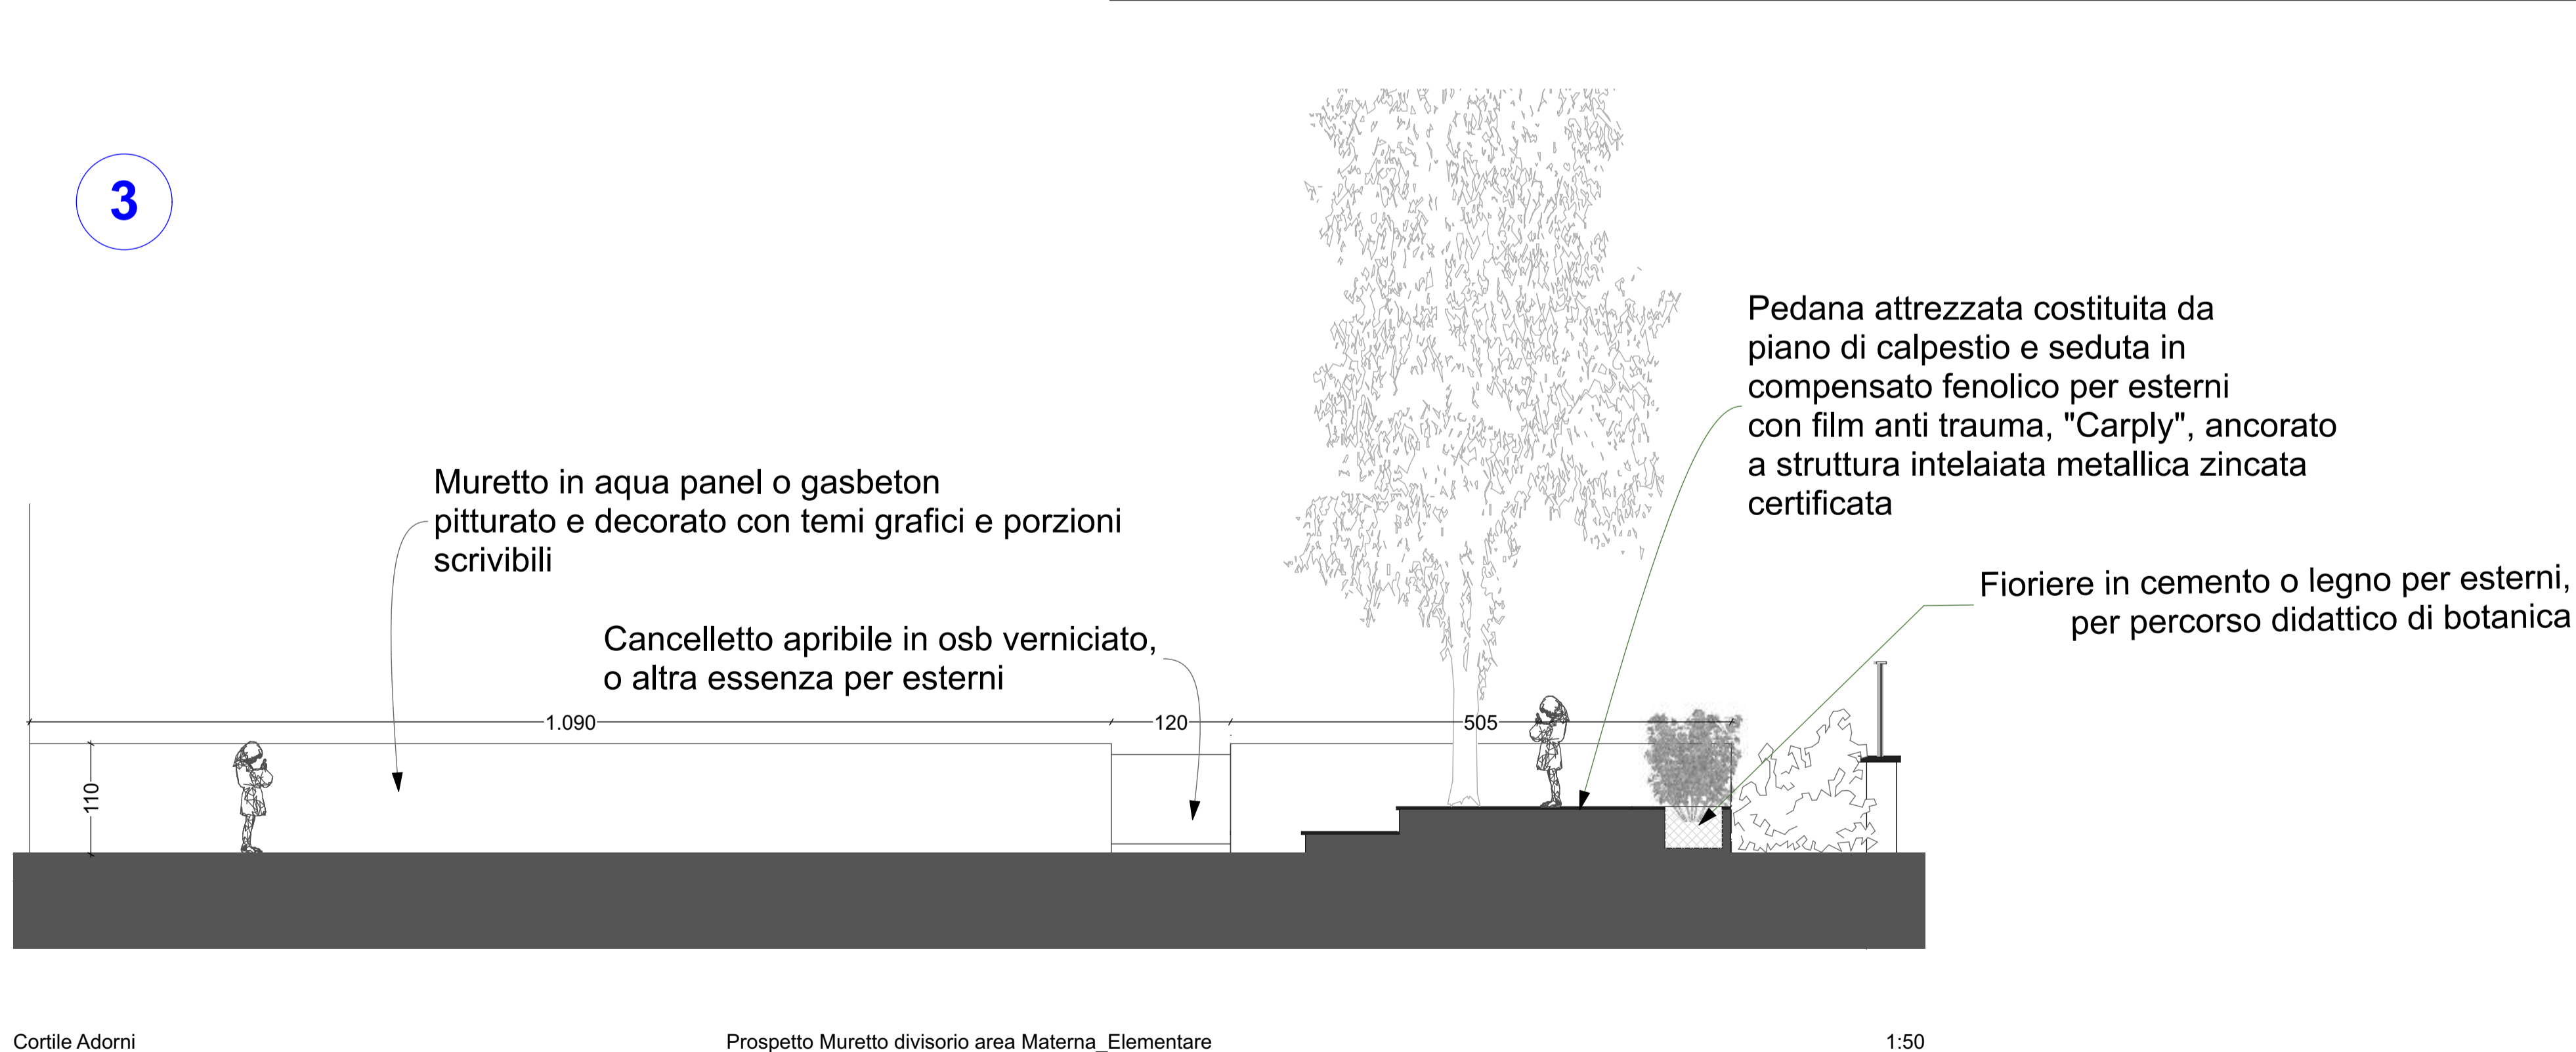 3
Pedana attrezzata costituita da
piano di calpestio e seduta in
compensato fenolico per esterni
con film anti trauma, "Carply", ancorato
a struttura intelaiata metallica zincata
certificata
Muretto in aqua panel o gasbeton
pitturato e decorato con temi grafici e porzioni
scrivibili
Fioriere in cemento o legno per esterni,
per percorso didattico di botanica
Cancelletto apribile in osb verniciato,
o altra essenza per esterni
1.090
120
505
110
Cortile Adorni
Prospetto Muretto divisorio area Materna_Elementare
1:50